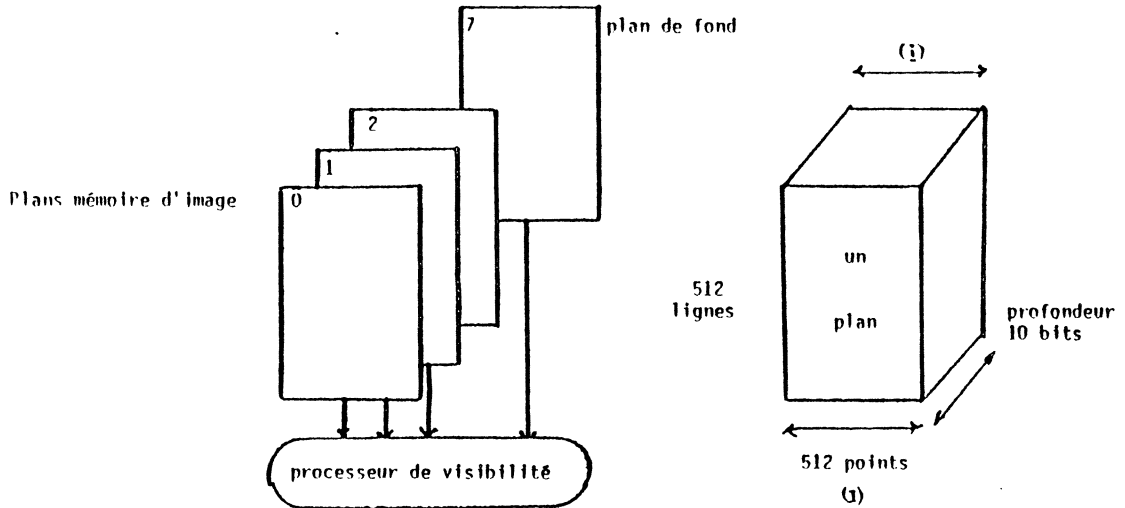 7
plan de fond
2
1
Plans mémoire d'image
0
processeur de visibilité
(i)
un
plan
512
lignes
profondeur
10 bits
512 points